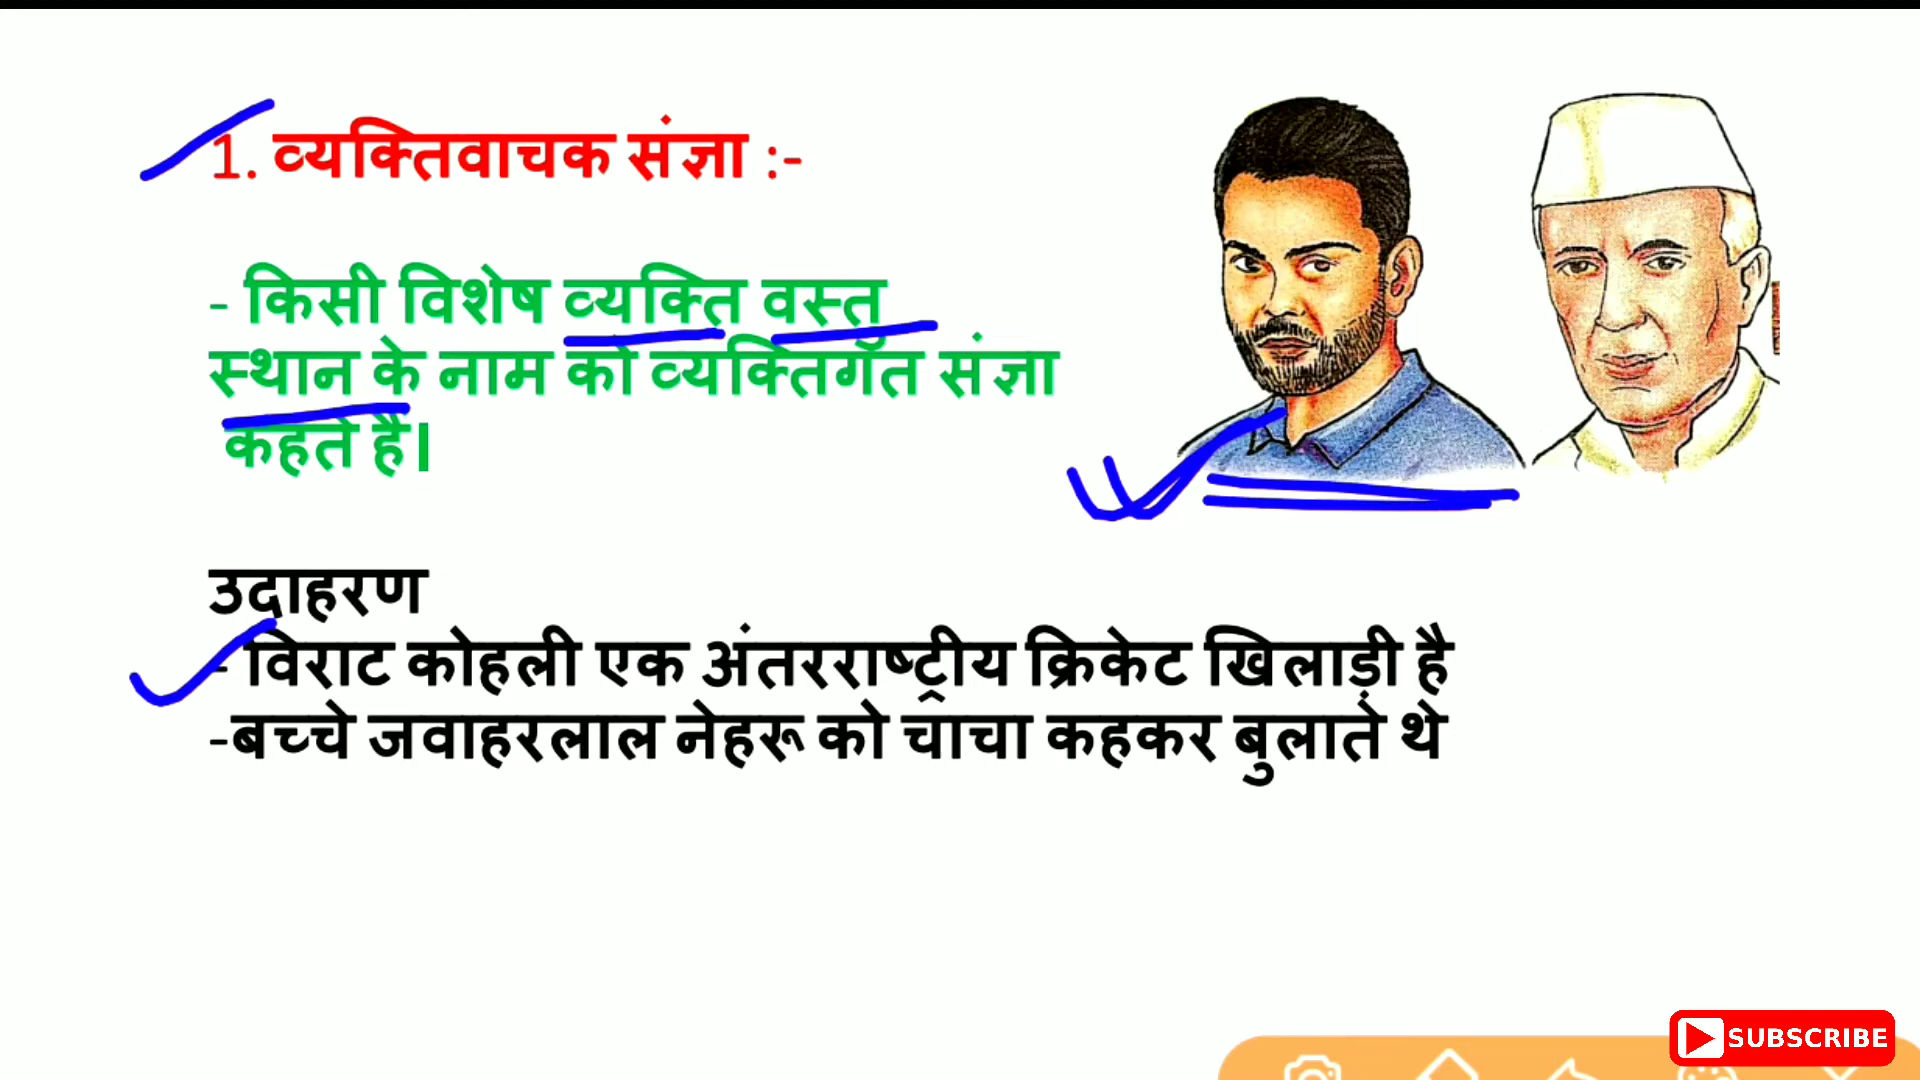 1. व्यक्तिवाचक संज्ञा :-
- किसी विशेष व्यक्ति वस्तु
स्थान के नाम को व्यक्तिगत संज्ञा
कहते हैं।
उदाहरण
- विराट कोहली एक अंतरराष्ट्रीय क्रिकेट खिलाड़ी है
-बच्चे जवाहरलाल नेहरू को चाचा कहकर बुलाते थे
SUBSCRIBE